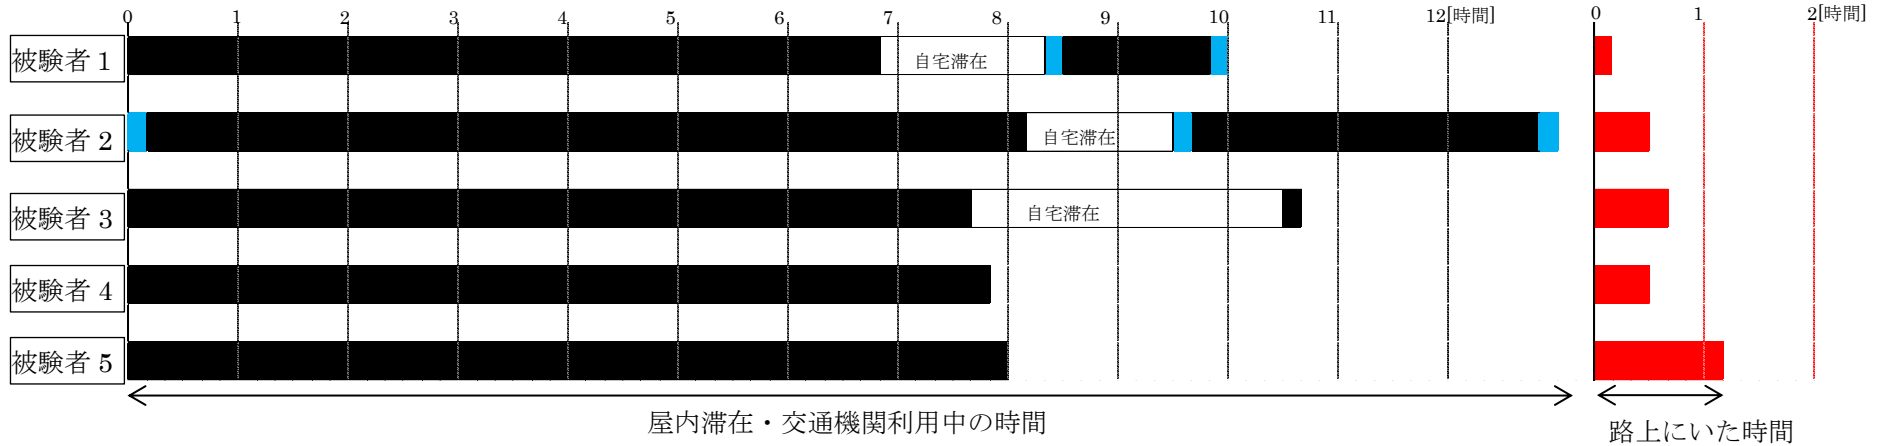 0 1 2 3 4 5 6 7 8 9 10 11 12[時間] 0 1 2[時間]
被験者 1 自宅滞在
被験者 2 自宅滞在
被験者 3 自宅滞在
被験者 4
被験者 5
屋内滞在・交通機関利用中の時間
路上にいた時間